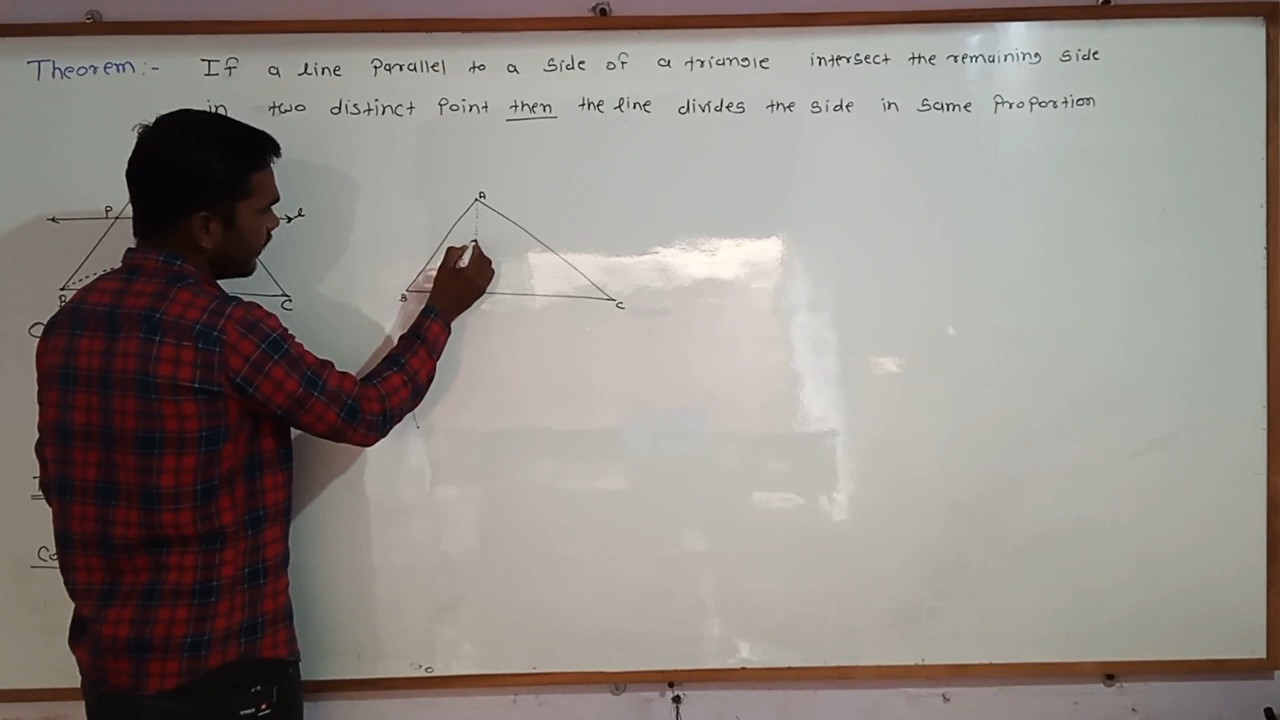 Theorem:- If a line Parallel to a side of a triangle intersect the remaining side
in two distinct Point then the line divides the side in same Proportion
A
P l
B C
B C